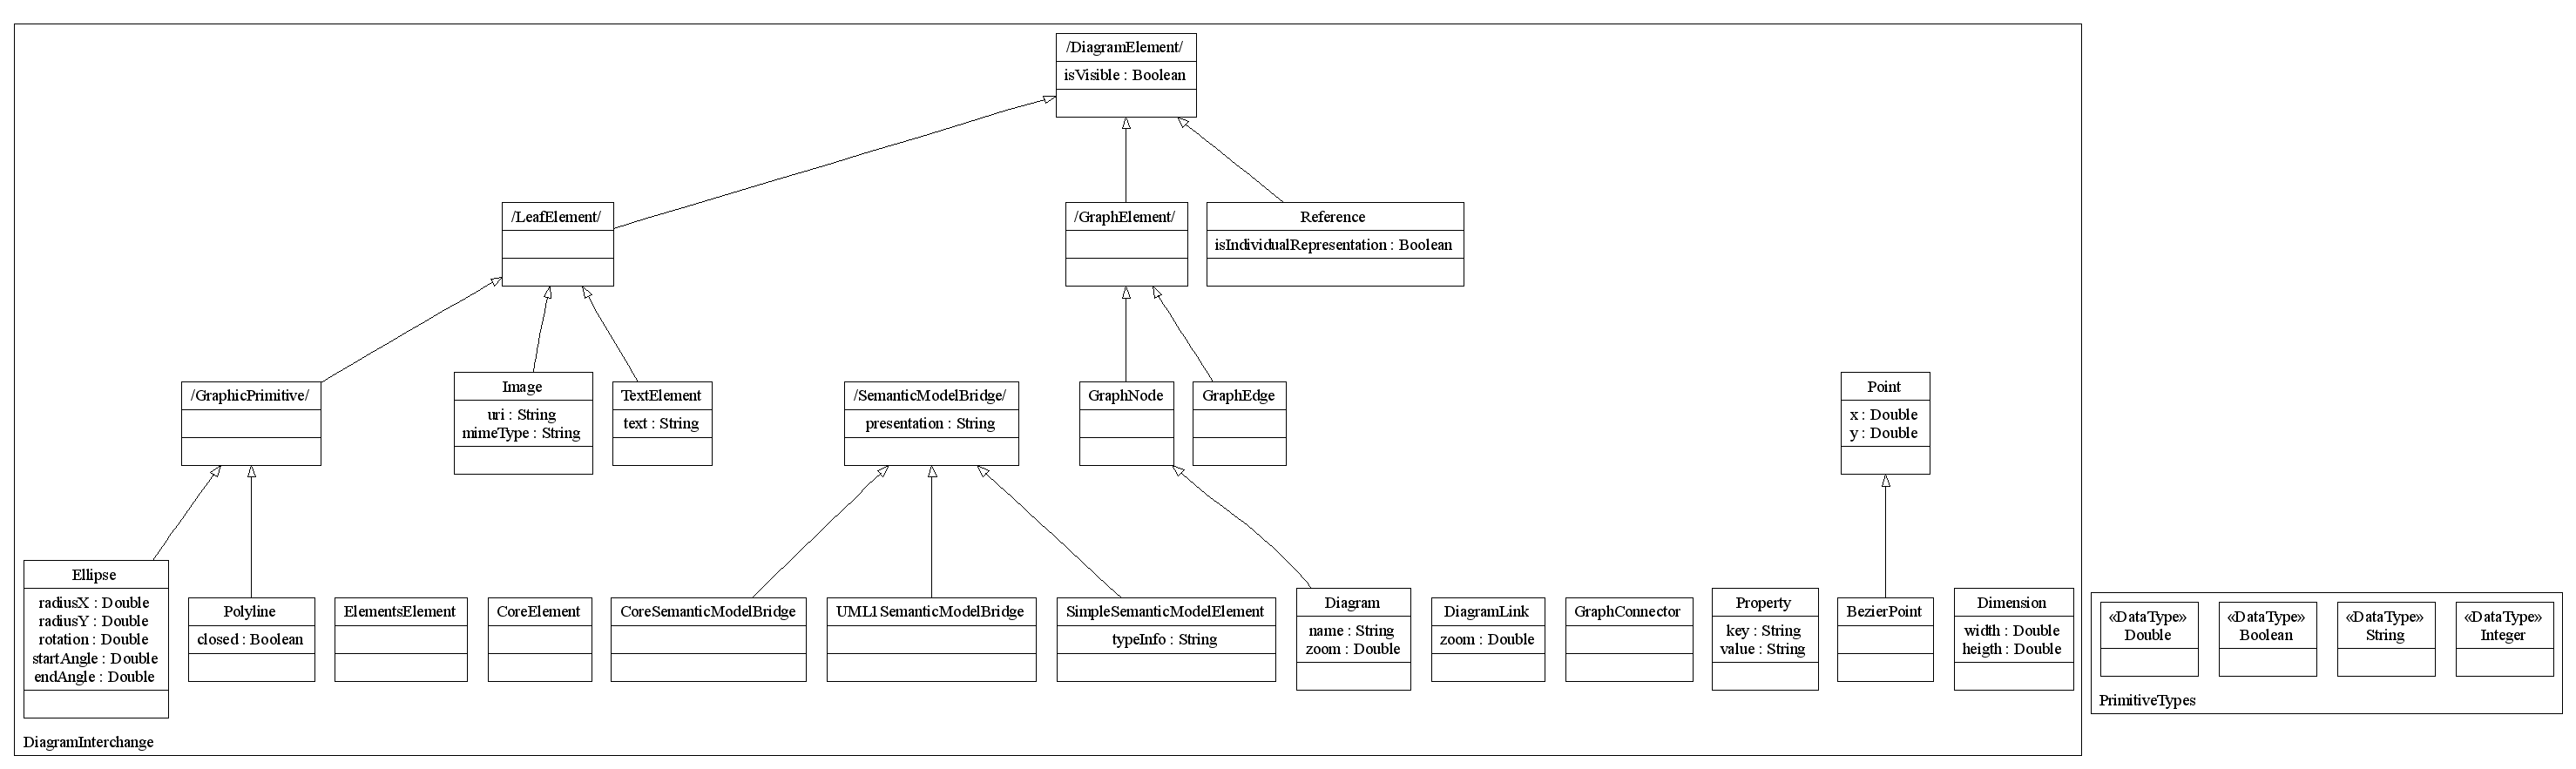 /DiagramElement/
isVisible : Boolean
/LeafElement/
/GraphElement/
Reference
isIndividualRepresentation : Boolean
/GraphicPrimitive/
Image
uri : String
mimeType : String
TextElement
text : String
/SemanticModelBridge/
presentation : String
GraphNode
GraphEdge
Point
x : Double
y : Double
Ellipse
radiusX : Double
radiusY : Double
rotation : Double
startAngle : Double
endAngle : Double
Polyline
closed : Boolean
ElementsElement
CoreElement
CoreSemanticModelBridge
UML1SemanticModelBridge
SimpleSemanticModelElement
typeInfo : String
Diagram
name : String
zoom : Double
DiagramLink
zoom : Double
GraphConnector
Property
key : String
value : String
BezierPoint
Dimension
width : Double
heigth : Double
DiagramInterchange
«DataType»
Double
«DataType»
Boolean
«DataType»
String
«DataType»
Integer
PrimitiveTypes